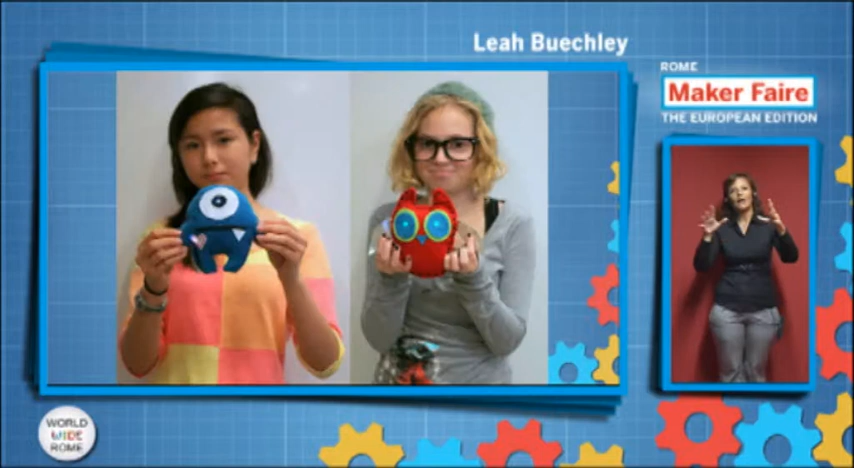 Leah Buechley
ROME
Maker Faire
THE EUROPEAN EDITION
WORLD
WIDE
ROME